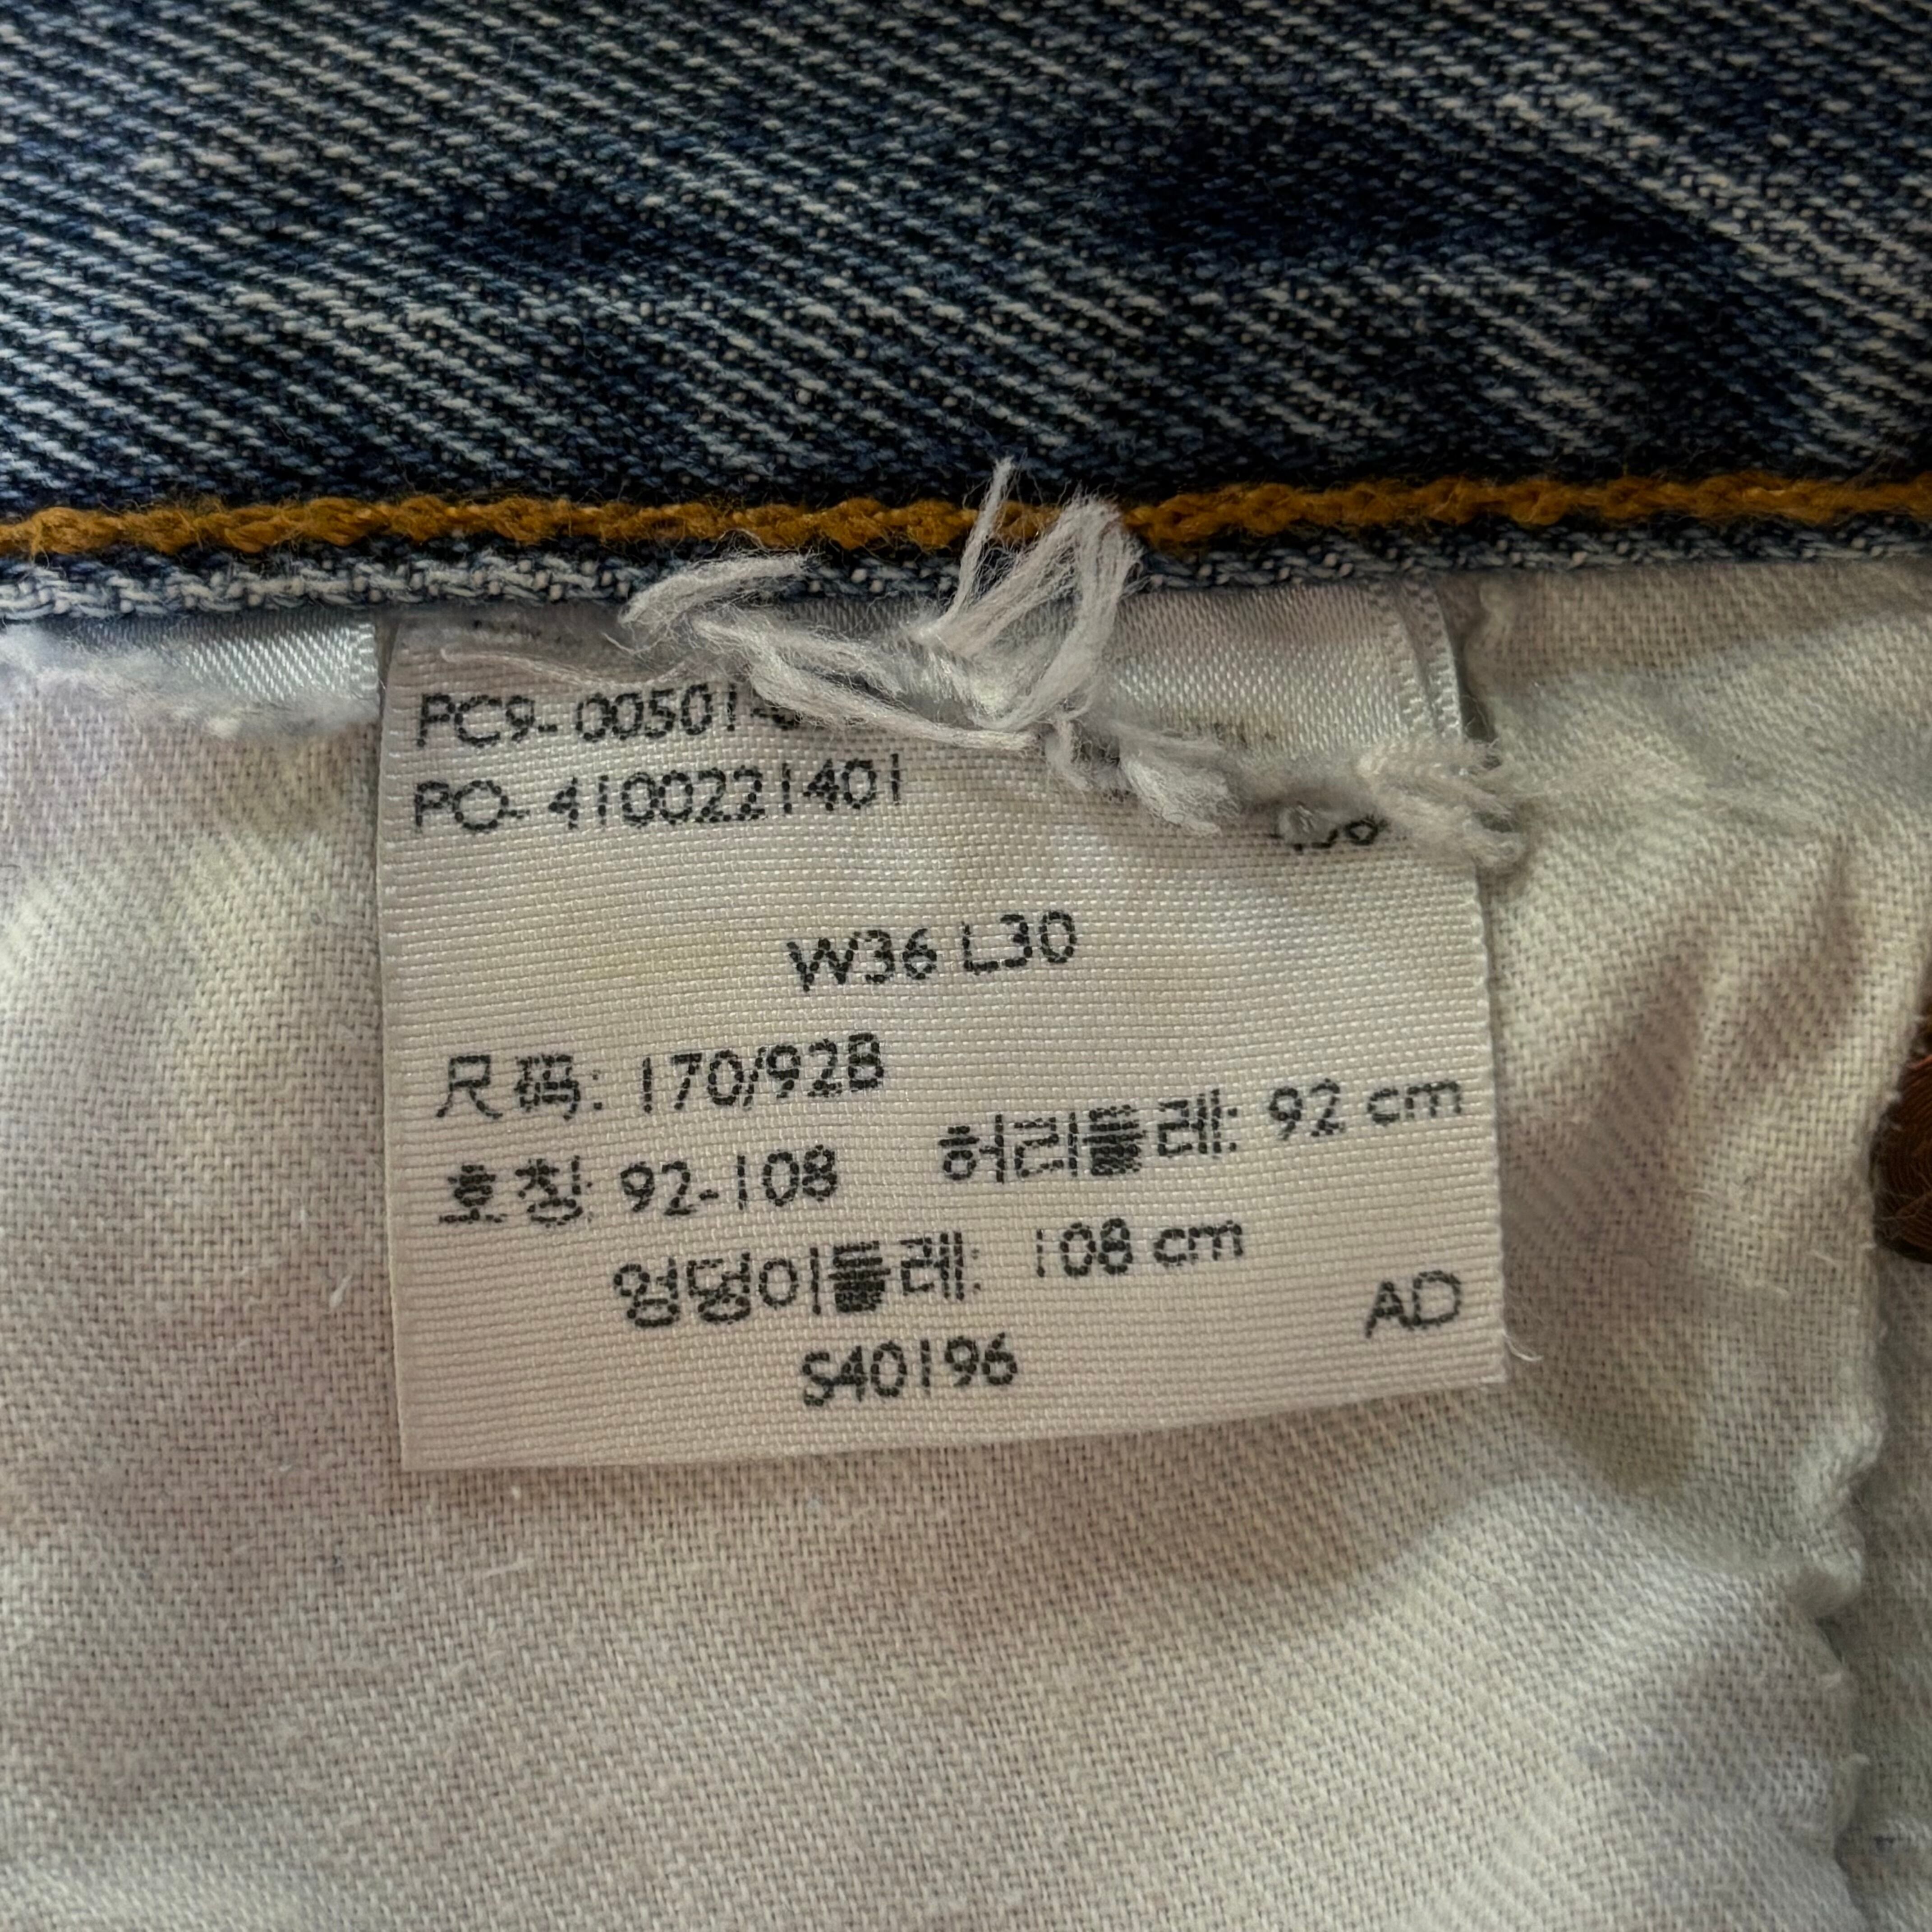 PC9-00501-
PO-4100221401
W36 L30
尺码: 170/92B
호칭: 92-108 허리둘레: 92 cm
엉덩이둘레: 108 cm
AD
S40196